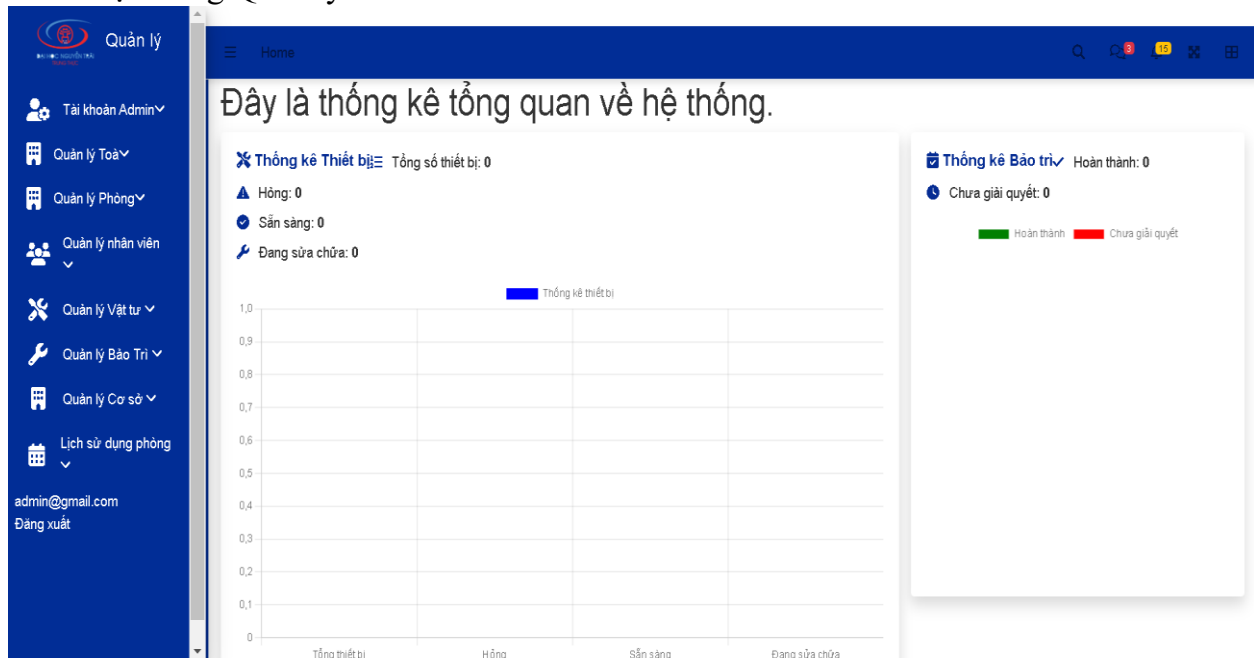 Quản lý
ĐẠI HỌC NGUYỄN TRÃI
Tài khoản Admin
Quản lý Toà
Quản lý Phòng
Quản lý nhân viên
Quản lý Vật tư
Quản lý Bảo Trì
Quản lý Cơ sở
Lịch sử dụng phòng
admin@gmail.com
Đăng xuất
Home
3
15
Đây là thống kê tổng quan về hệ thống.
Thống kê Thiết bị Tổng số thiết bị: 0
Hỏng: 0
Sẵn sàng: 0
Đang sửa chữa: 0
Thống kê thiết bị
1,0
0,9
0,8
0,7
0,6
0,5
0,4
0,3
0,2
0,1
0
Tổng thiết bị Hỏng Sẵn sàng Đang sửa chữa
Thống kê Bảo trì Hoàn thành: 0
Chưa giải quyết: 0
Hoàn thành Chưa giải quyết